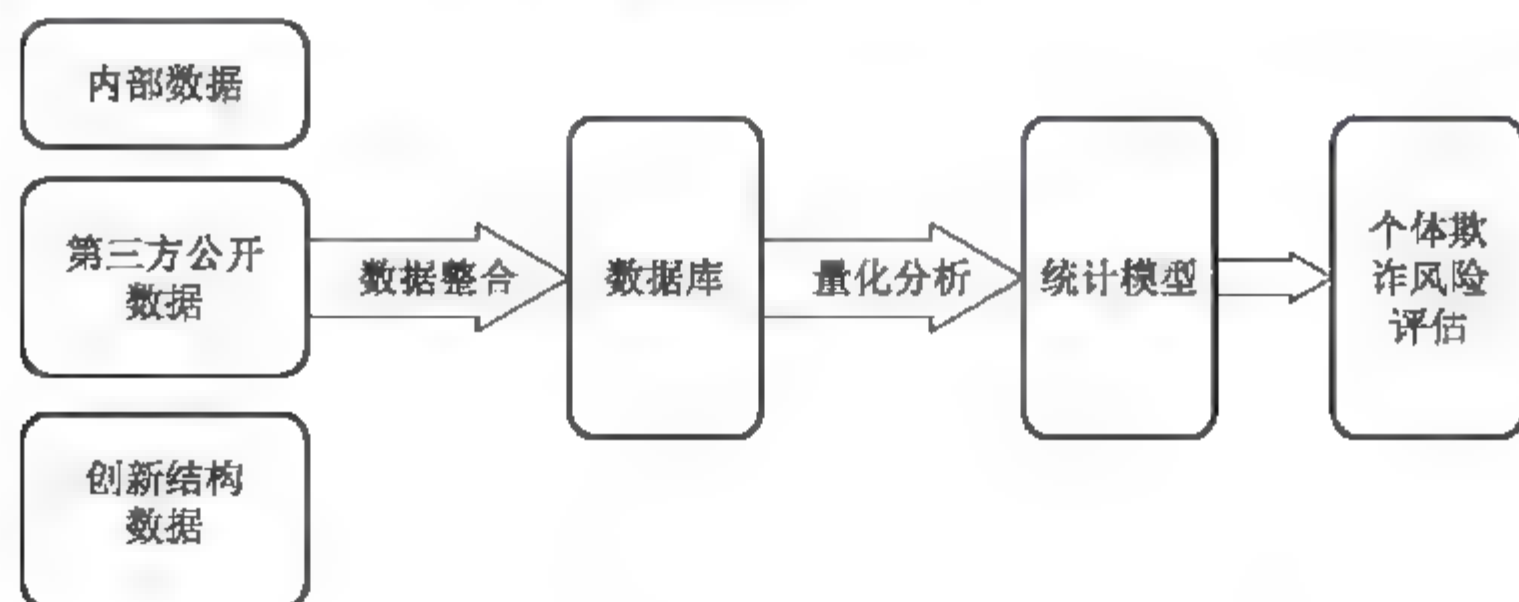 内部数据
第三方公开
数据
创新结构
数据
数据整合
数据库
量化分析
统计模型
个体欺
诈风险
评估